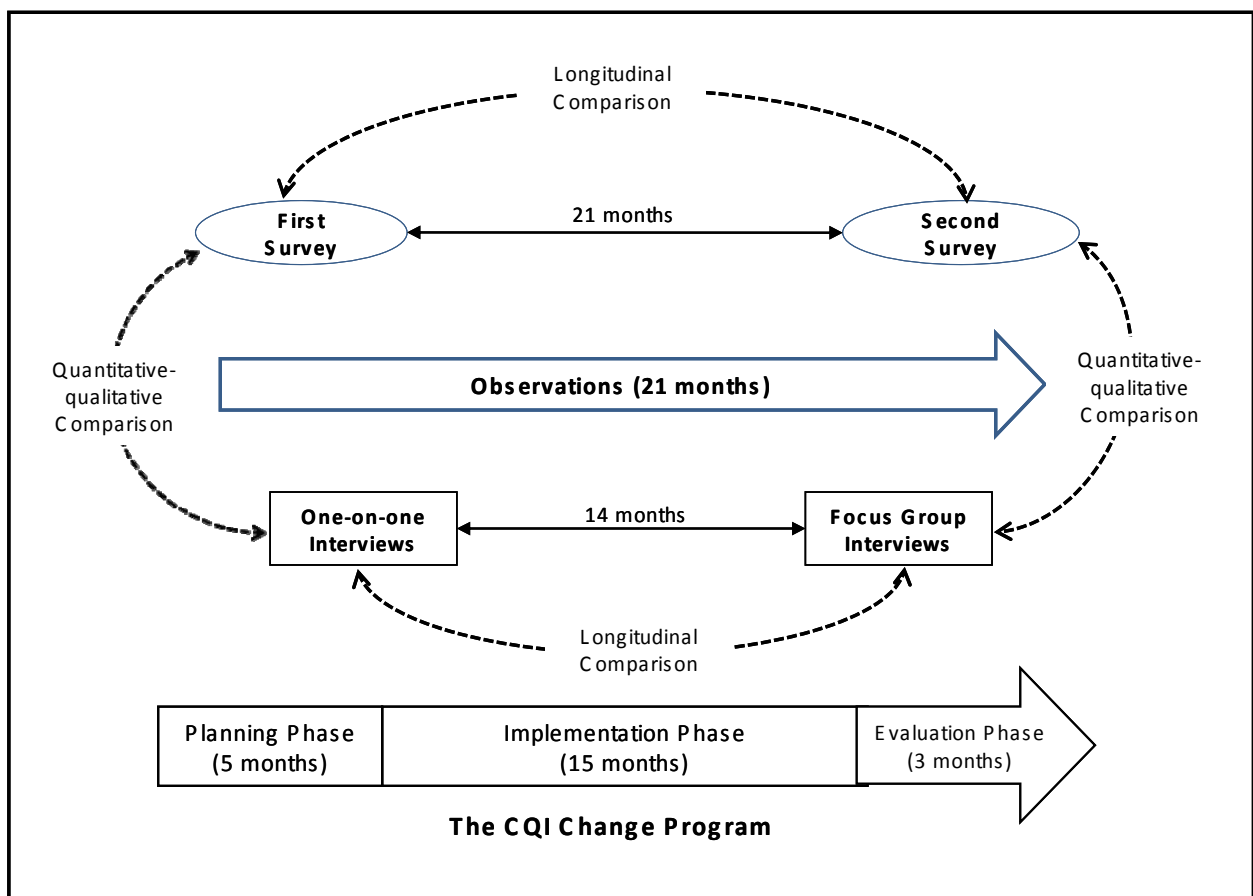 Longitudinal
Comparison
First
Survey
21 months
Second
Survey
Quantitative-
qualitative
Comparison
Observations (21 months)
Quantitative-
qualitative
Comparison
One-on-one
Interviews
14 months
Focus Group
Interviews
Longitudinal
Comparison
Planning Phase
(5 months)
Implementation Phase
(15 months)
Evaluation Phase
(3 months)
The CQI Change Program